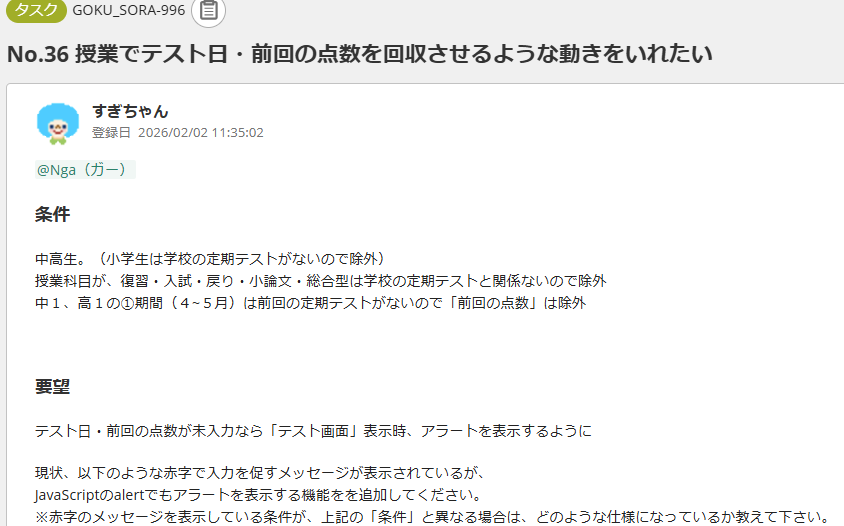 タスク GOKU_SORA-996
No.36 授業でテスト日・前回の点数を回収させるような動きをいれたい
すぎちゃん
登録日 2026/02/02 11:35:02
@Nga（ガー）
条件
中高生。（小学生は学校の定期テストがないので除外）
授業科目が、復習・入試・戻り・小論文・総合型は学校の定期テストと関係ないので除外
中１、高１の①期間（４~５月）は前回の定期テストがないので「前回の点数」は除外
要望
テスト日・前回の点数が未入力なら「テスト画面」表示時、アラートを表示するように
現状、以下のような赤字で入力を促すメッセージが表示されているが、
JavaScriptのalertでもアラートを表示する機能をを追加してください。
※赤字のメッセージを表示している条件が、上記の「条件」と異なる場合は、どのような仕様になっているか教えて下さい。